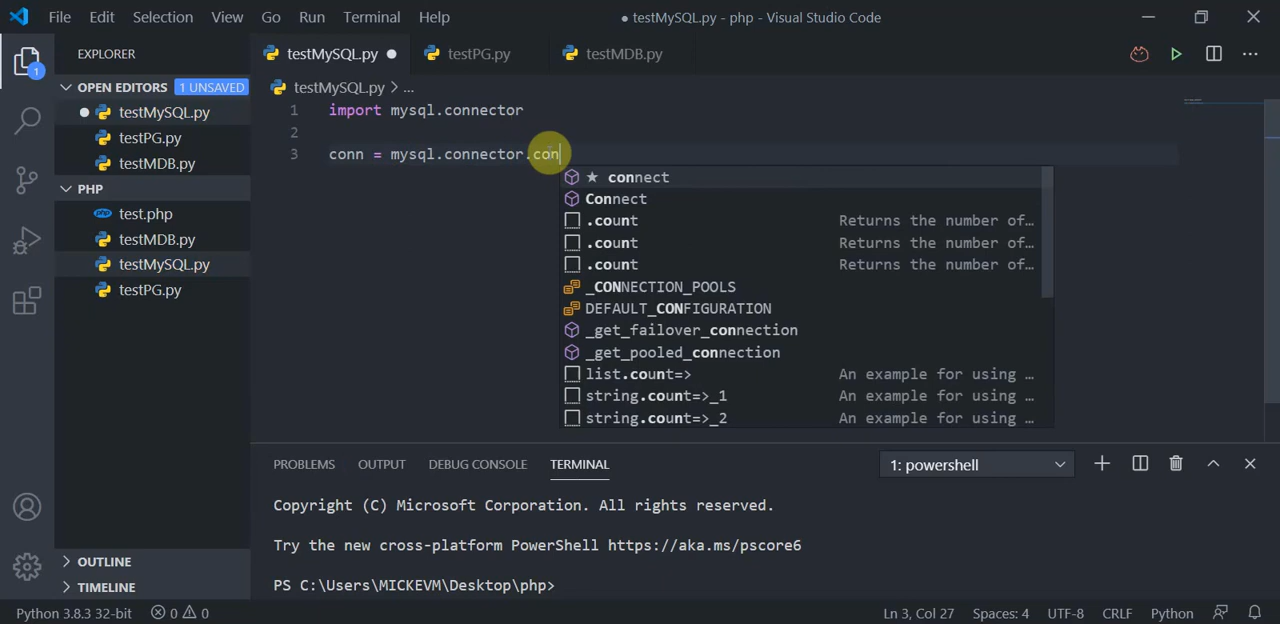 File Edit Selection View Go Run Terminal Help ● testMySQL.py - php - Visual Studio Code
EXPLORER
OPEN EDITORS 1 UNSAVED
testMySQL.py
testPG.py
testMDB.py
PHP
test.php
testMDB.py
testMySQL.py
testPG.py
OUTLINE
TIMELINE
1
testMySQL.py ● testPG.py testMDB.py
testMySQL.py > ...
1 import mysql.connector
2
3 conn = mysql.connector.con
★ connect
Connect
.count Returns the number of…
.count Returns the number of…
.count Returns the number of…
_CONNECTION_POOLS
DEFAULT_CONFIGURATION
_get_failover_connection
_get_pooled_connection
list.count=> An example for using …
string.count=>_1 An example for using …
string.count=>_2 An example for using …
PROBLEMS OUTPUT DEBUG CONSOLE TERMINAL 1: powershell
Copyright (C) Microsoft Corporation. All rights reserved.
Try the new cross-platform PowerShell https://aka.ms/pscore6
PS C:\Users\MICKEVM\Desktop\php>
Python 3.8.3 32-bit 0 0 Ln 3, Col 27 Spaces: 4 UTF-8 CRLF Python